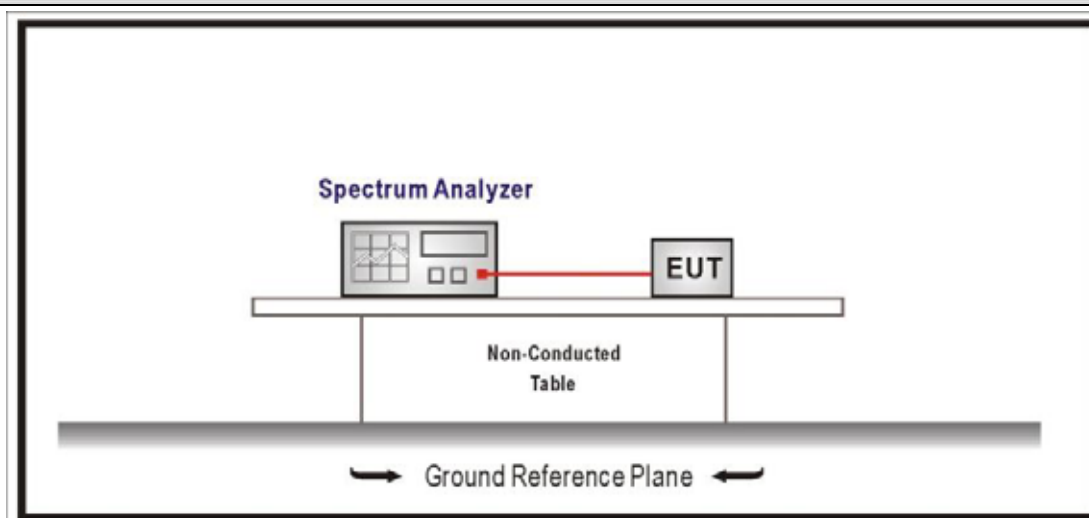 Spectrum Analyzer
EUT
Non-Conducted
Table
Ground Reference Plane